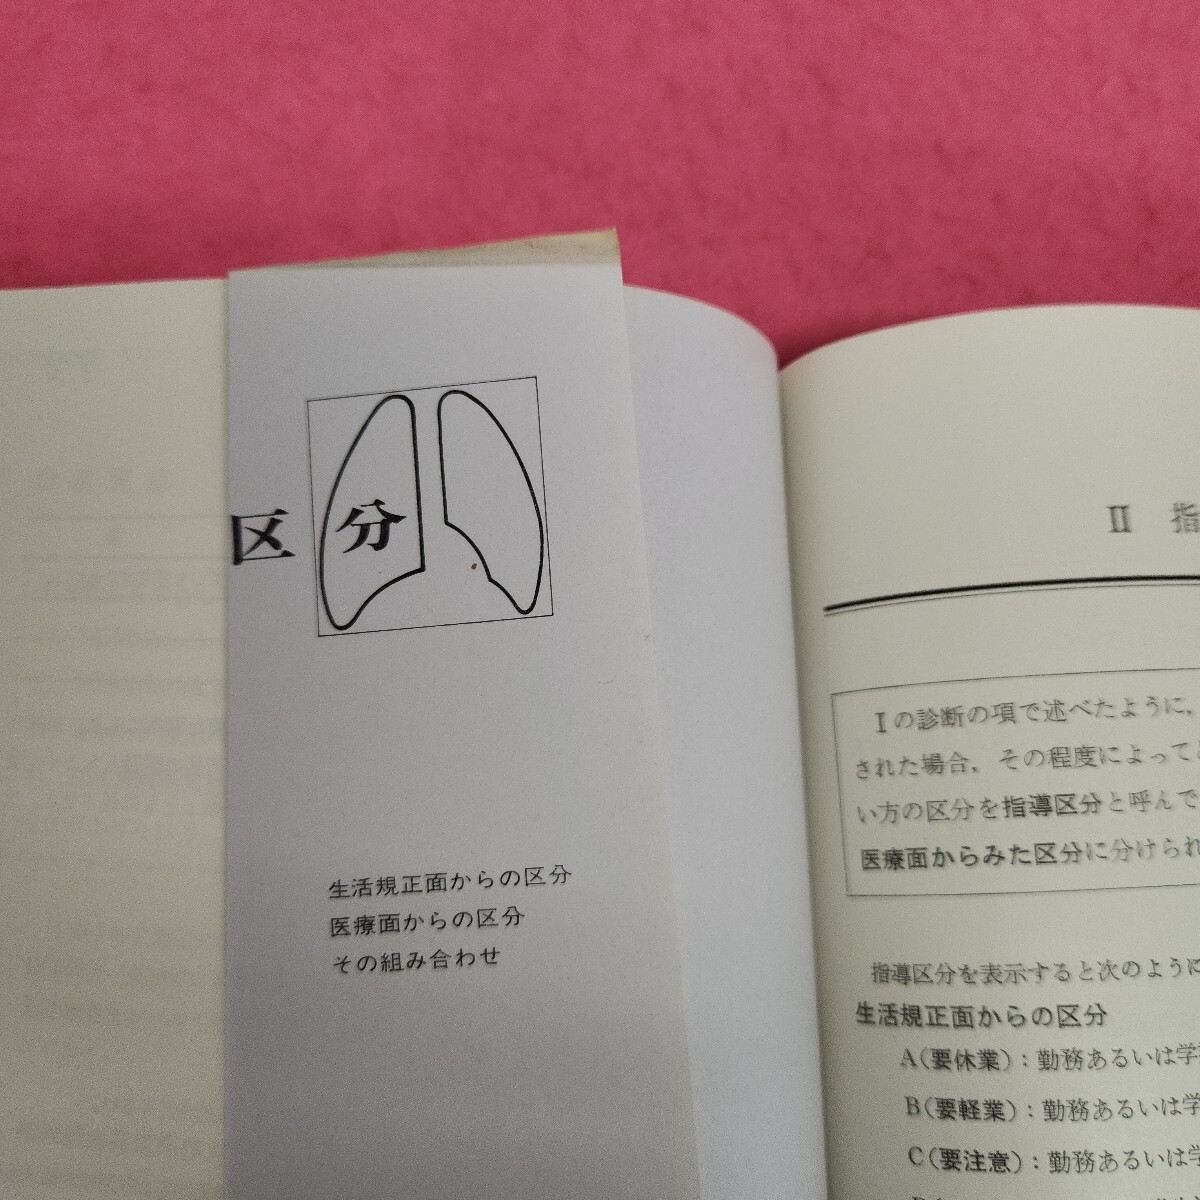 区分
生活規正面からの区分
医療面からの区分
その組み合わせ
II 指
Iの診断の項で述べたように,
された場合,その程度によって
い方の区分を指導区分と呼んで
医療面からみた区分に分けられ
指導区分を表示すると次のように
生活規正面からの区分
A(要休業):勤務あるいは学
B(要軽業):勤務あるいは学
C(要注意):勤務あるいは学